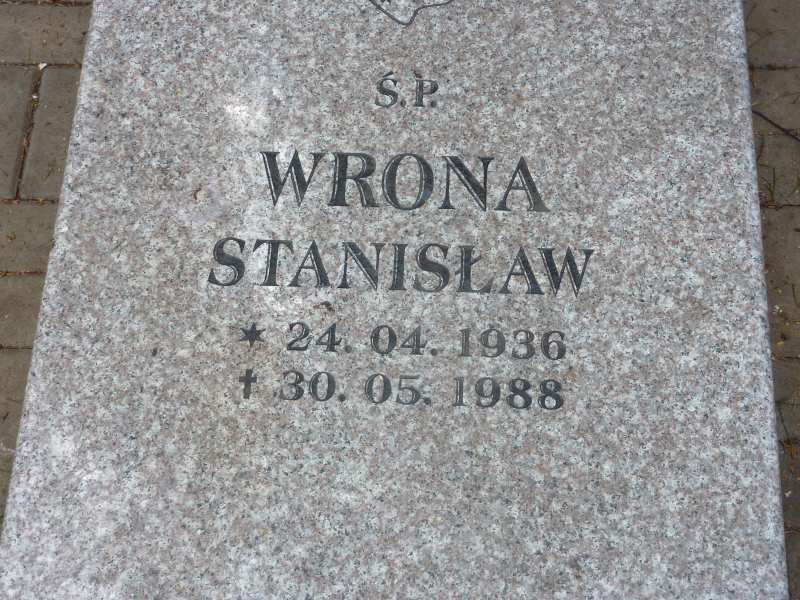 Ś.P.
WRONA
STANISŁAW
* 24.04.1936
✝ 30.05.1988